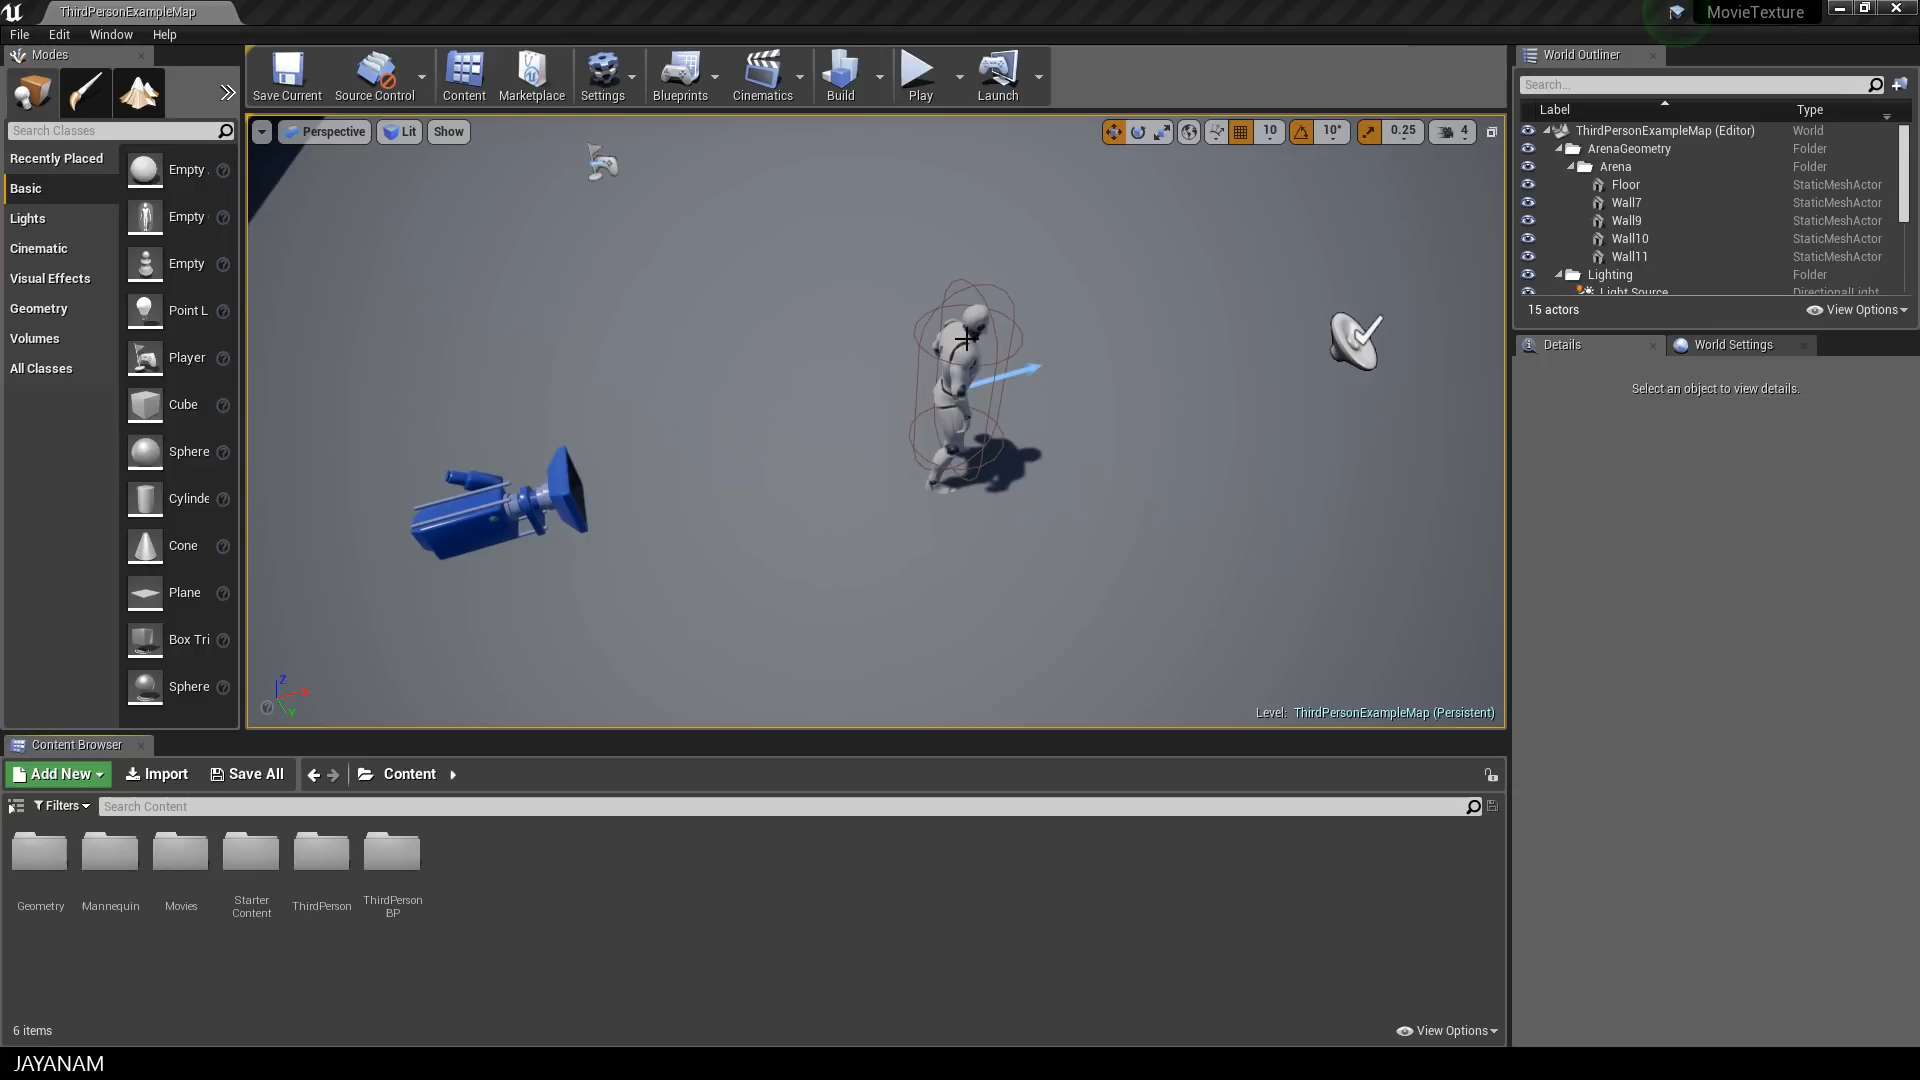 ThirdPersonExampleMap
MovieTexture
File Edit Window Help
Modes
Save Current
Source Control
Content
Marketplace
Settings
Blueprints
Cinematics
Build
Play
Launch
World Outliner
Search...
Label Type
Search Classes
Recently Placed
Basic
Lights
Cinematic
Visual Effects
Geometry
Volumes
All Classes
Empty
Empty
Empty
Point L
Player
Cube
Sphere
Cylinde
Cone
Plane
Box Tri
Sphere
Perspective
Lit
Show
10
10°
0.25
4
Z
X
Y
Level: ThirdPersonExampleMap (Persistent)
ThirdPersonExampleMap (Editor) World
ArenaGeometry Folder
Arena Folder
Floor StaticMeshActor
Wall7 StaticMeshActor
Wall9 StaticMeshActor
Wall10 StaticMeshActor
Wall11 StaticMeshActor
Lighting Folder
Light Source DirectionalLight
15 actors
View Options
Details
World Settings
Select an object to view details.
Content Browser
Add New
Import
Save All
Content
Filters
Search Content
Geometry
Mannequin
Movies
Starter
Content
ThirdPerson
ThirdPerson
BP
6 items
View Options
JAYANAM